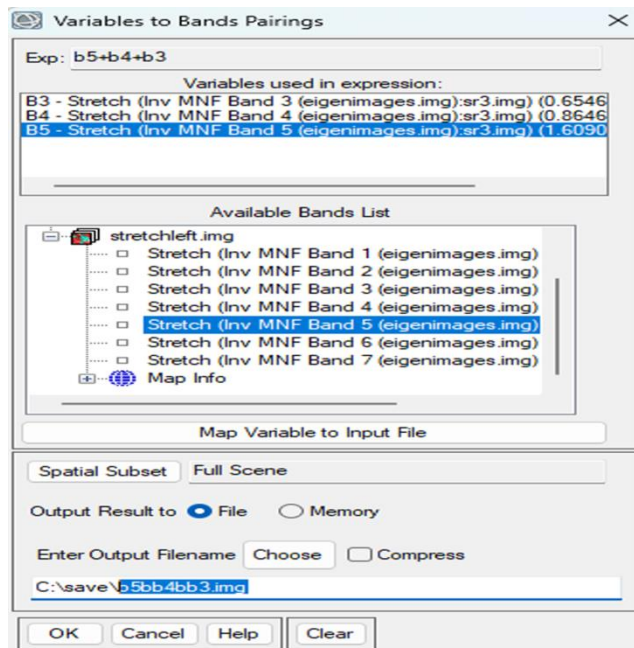 Variables to Bands Pairings
Exp: b5+b4+b3
Variables used in expression:
B3 - Stretch (Inv MNF Band 3 (eigenimages.img):sr3.img) (0.6546
B4 - Stretch (Inv MNF Band 4 (eigenimages.img):sr3.img) (0.8646
B5 - Stretch (Inv MNF Band 5 (eigenimages.img):sr3.img) (1.6090
Available Bands List
stretchleft.img
Stretch (Inv MNF Band 1 (eigenimages.img)
Stretch (Inv MNF Band 2 (eigenimages.img)
Stretch (Inv MNF Band 3 (eigenimages.img)
Stretch (Inv MNF Band 4 (eigenimages.img)
Stretch (Inv MNF Band 5 (eigenimages.img)
Stretch (Inv MNF Band 6 (eigenimages.img)
Stretch (Inv MNF Band 7 (eigenimages.img)
Map Info
Map Variable to Input File
Spatial Subset Full Scene
Output Result to File Memory
Enter Output Filename Choose Compress
C:\save\b5bb4bb3.img
OK Cancel Help Clear